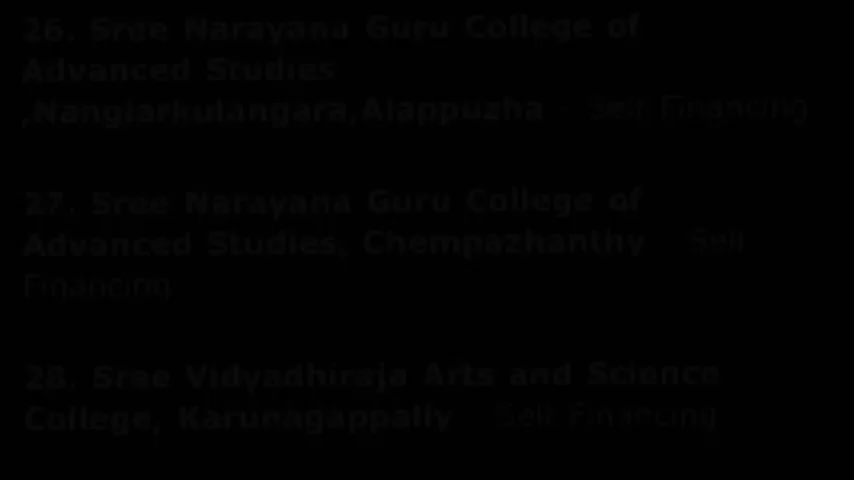 26. Sree Narayana Guru College of
Advanced Studies
,Nangiarkulangara,Alappuzha - Self Financing
27. Sree Narayana Guru College of
Advanced Studies, Chempazhanthy Self
Financing
28. Sree Vidyadhiraja Arts and Science
College, Karunagappally Self Financing